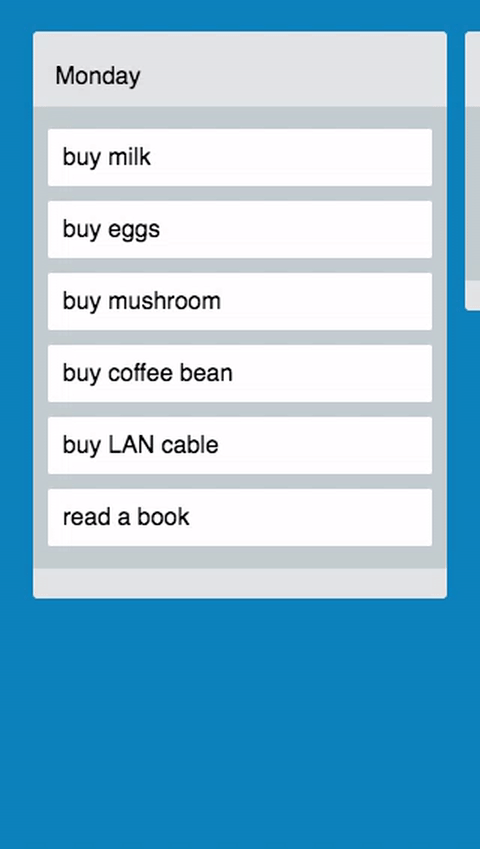 Monday
buy milk
buy eggs
buy mushroom
buy coffee bean
buy LAN cable
read a book